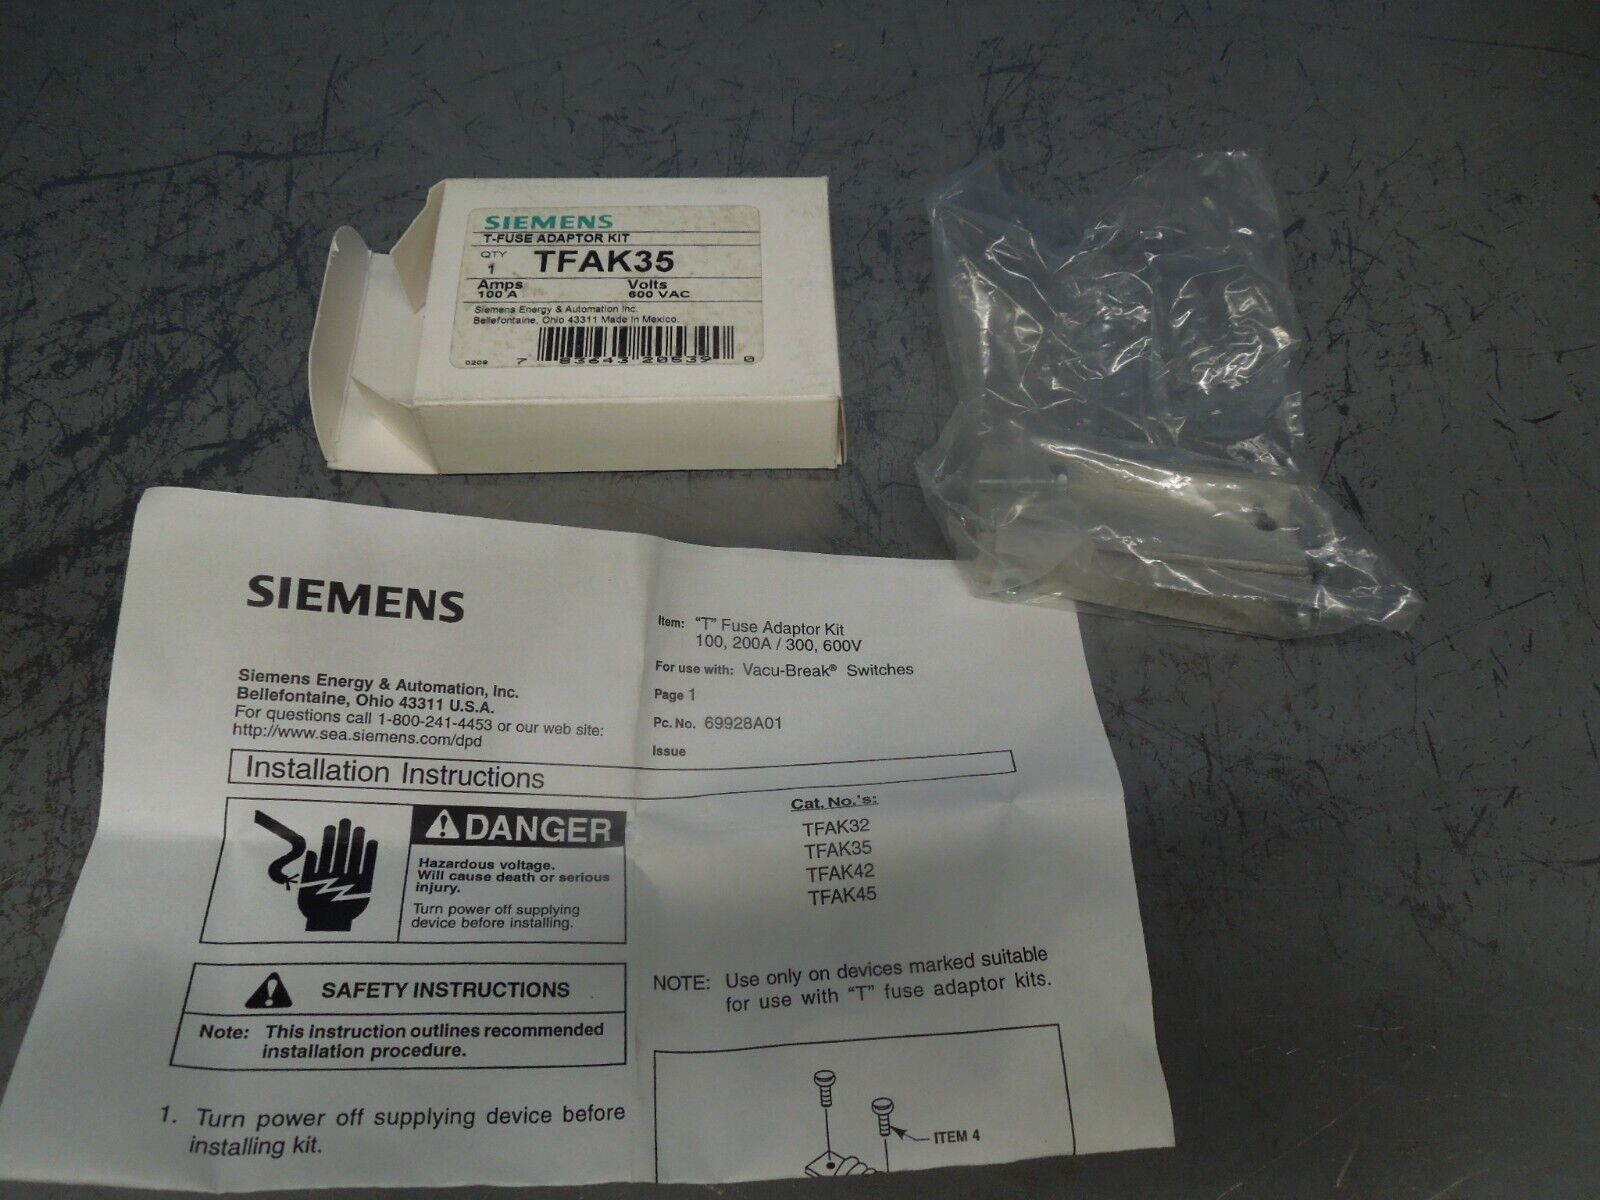 SIEMENS
T-FUSE ADAPTOR KIT
QTY
1
TFAK35
Amps
100 A
Volts
600 VAC
Siemens Energy & Automation Inc.
Bellefontaine, Ohio 43311 Made In Mexico.
0209
7 83643 20539 0
SIEMENS
Siemens Energy & Automation, Inc.
Bellefontaine, Ohio 43311 U.S.A.
For questions call 1-800-241-4453 or our web site:
http://www.sea.siemens.com/dpd
Item: "T" Fuse Adaptor Kit
100, 200A / 300, 600V
For use with: Vacu-Break® Switches
Page 1
Pc. No. 69928A01
Issue
Installation Instructions
DANGER
Hazardous voltage.
Will cause death or serious
injury.
Turn power off supplying
device before installing.
SAFETY INSTRUCTIONS
Note: This instruction outlines recommended
installation procedure.
1. Turn power off supplying device before
installing kit.
Cat. No.'s:
TFAK32
TFAK35
TFAK42
TFAK45
NOTE: Use only on devices marked suitable
for use with "T" fuse adaptor kits.
ITEM 4